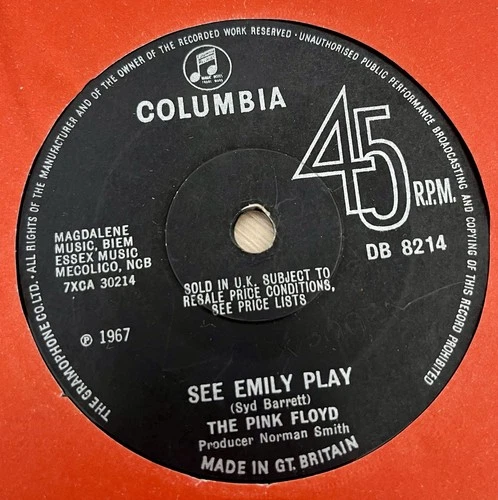 THE GRAMOPHONE CO.LTD. · ALL RIGHTS OF THE MANUFACTURER AND OF THE OWNER OF THE RECORDED WORK RESERVED · UNAUTHORISED PUBLIC PERFORMANCE BROADCASTING AND COPYING OF THIS RECORD PROHIBITED
COLUMBIA
45
R.P.M.
DB 8214
MAGDALENE
MUSIC, BIEM
ESSEX MUSIC
MECOLICO, NCB
7XCA 30214
SOLD IN U.K. SUBJECT TO
RESALE PRICE CONDITIONS,
SEE PRICE LISTS
℗ 1967
SEE EMILY PLAY
(Syd Barrett)
THE PINK FLOYD
Producer Norman Smith
MADE IN GT. BRITAIN